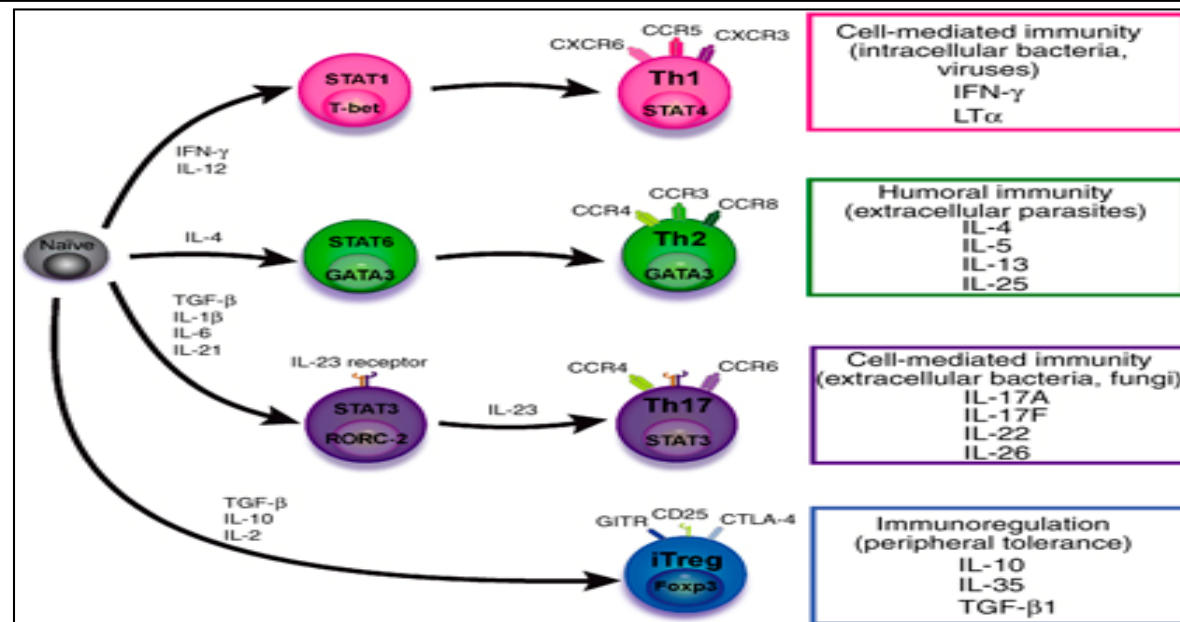 CXCR6 CCR5 CXCR3
STAT1
T-bet
Th1
STAT4
Cell-mediated immunity
(intracellular bacteria,
viruses)
IFN-γ
LTα
IFN-γ
IL-12
Naïve
IL-4
STAT6
GATA3
CCR4 CCR3 CCR8
Th2
GATA3
Humoral immunity
(extracellular parasites)
IL-4
IL-5
IL-13
IL-25
TGF-β
IL-1β
IL-6
IL-21
IL-23 receptor
STAT3
RORC-2
IL-23
CCR4 CCR6
Th17
STAT3
Cell-mediated immunity
(extracellular bacteria, fungi)
IL-17A
IL-17F
IL-22
IL-26
TGF-β
IL-10
IL-2
GITR CD25 CTLA-4
iTreg
Foxp3
Immunoregulation
(peripheral tolerance)
IL-10
IL-35
TGF-β1